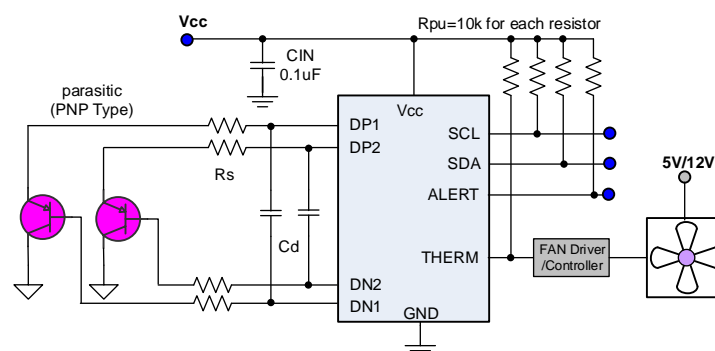 Vcc
Rpu=10k for each resistor
CIN
0.1uF
parasitic
(PNP Type)
Vcc
DP1
DP2
SCL
SDA
ALERT
Rs
5V/12V
Cd
THERM
FAN Driver
/Controller
DN2
DN1
GND